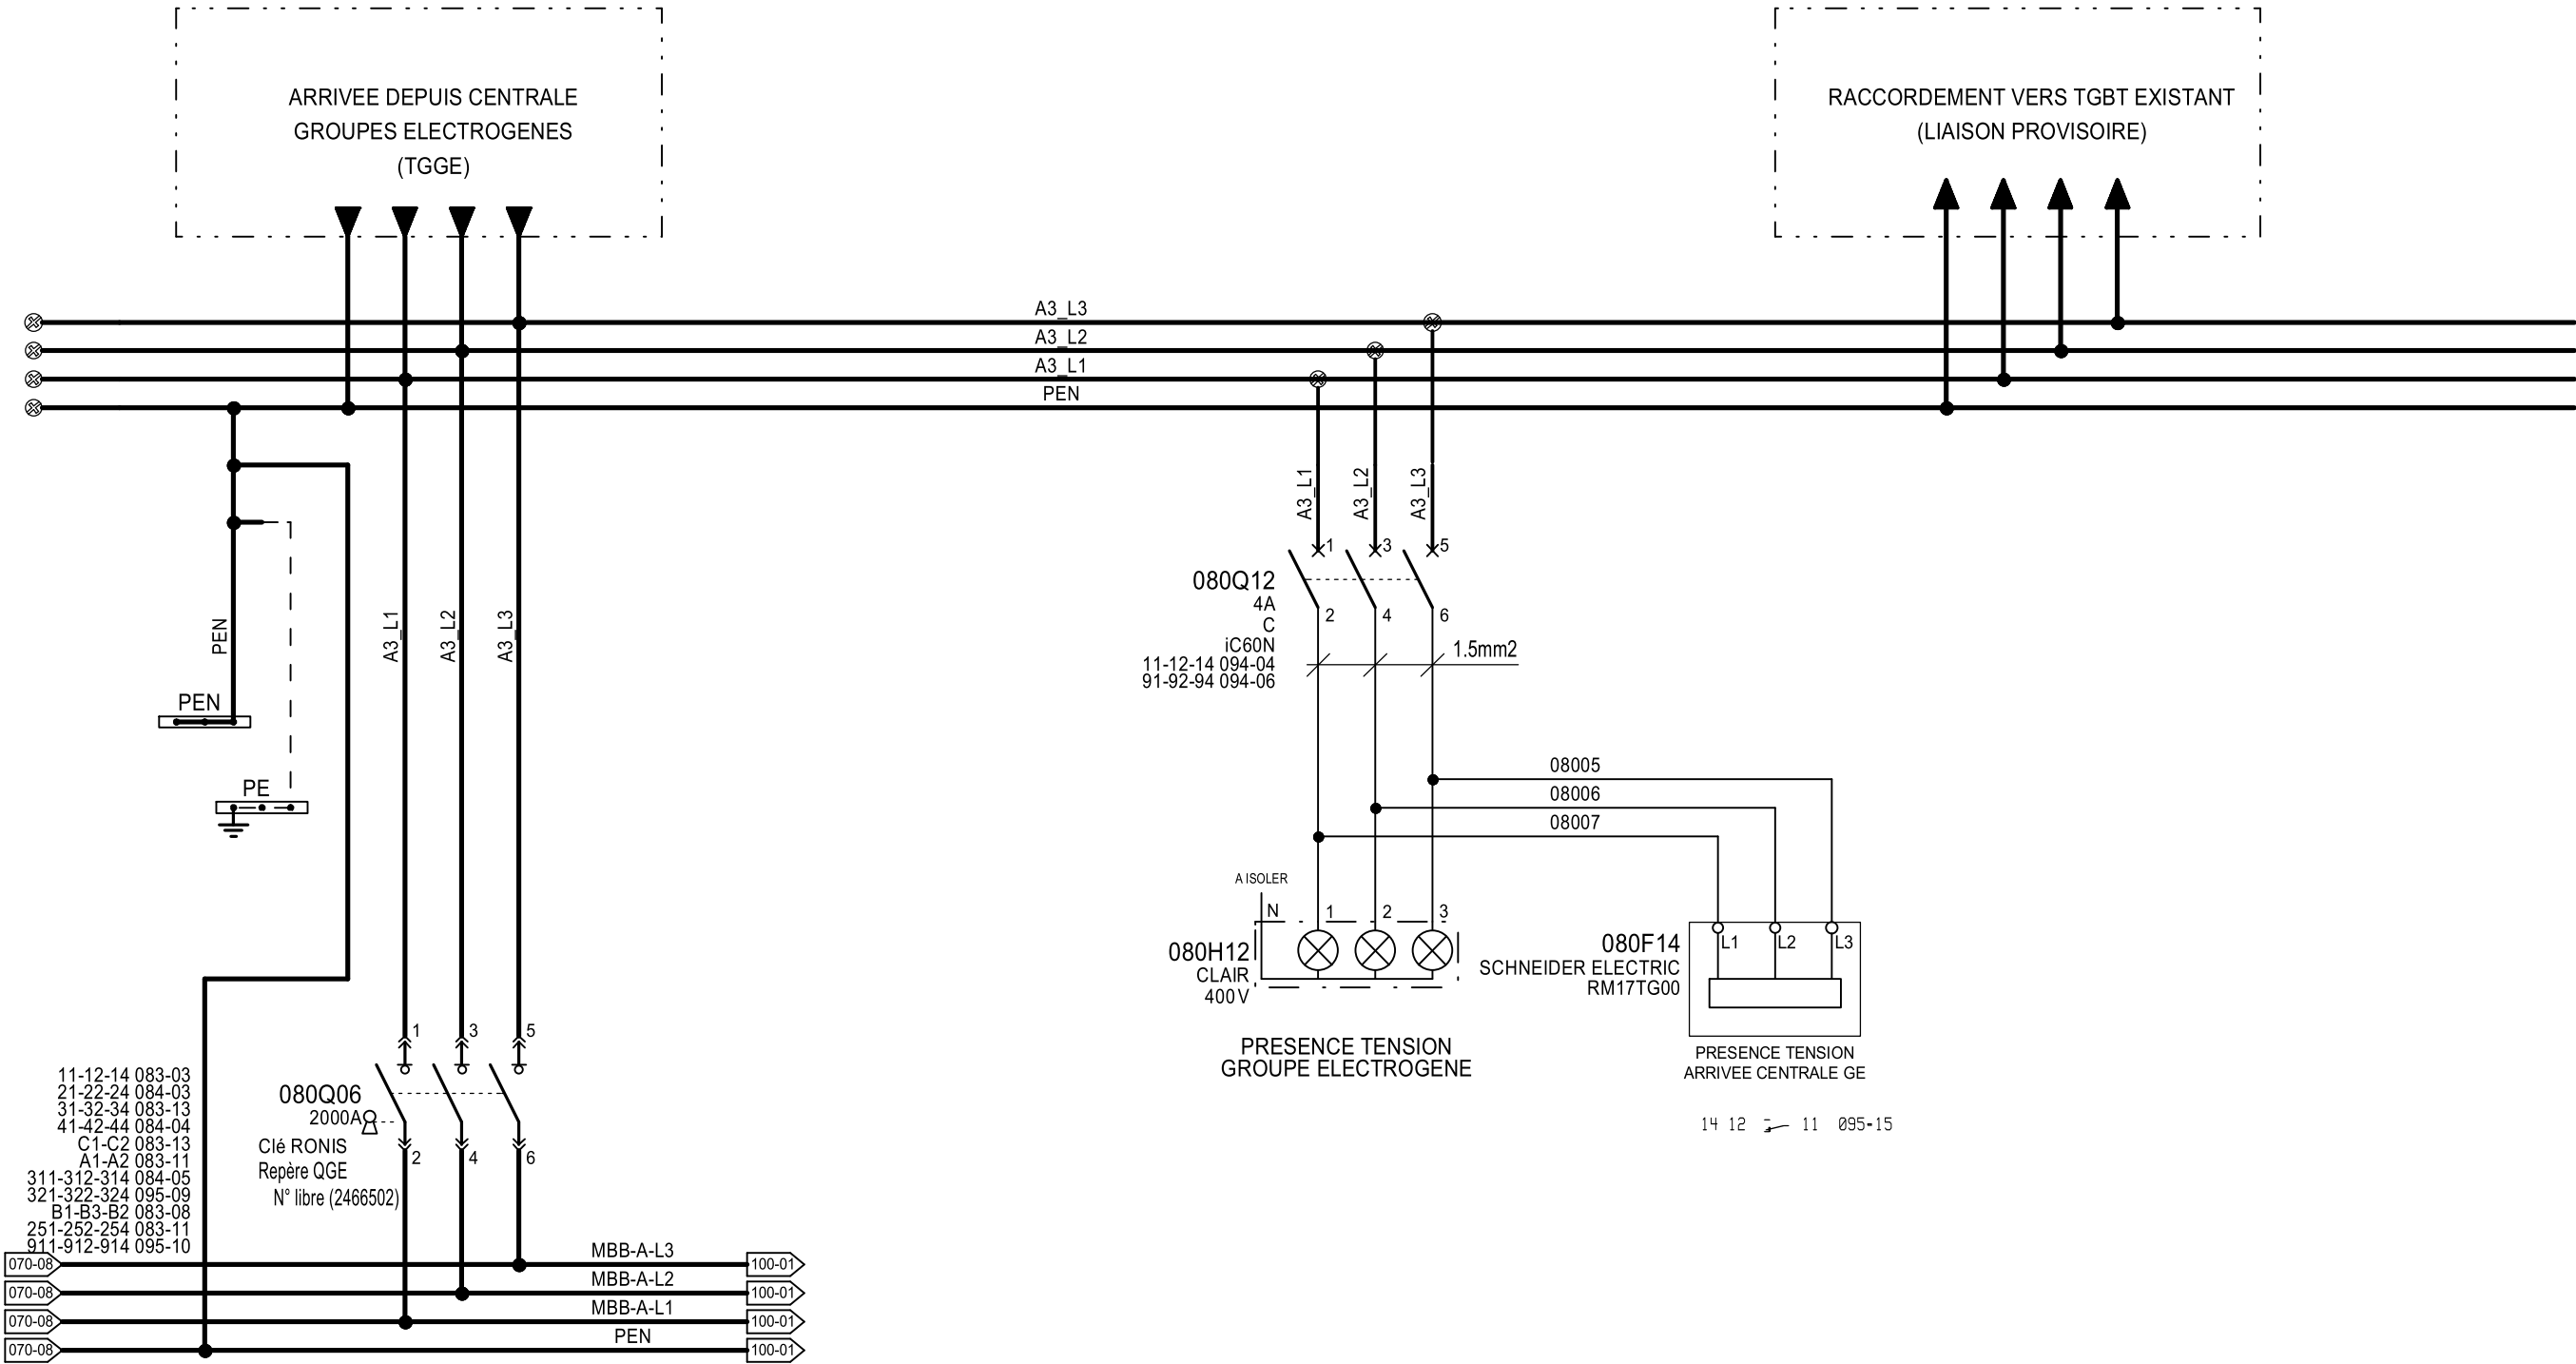 ARRIVEE DEPUIS CENTRALE
GROUPES ELECTROGENES
(TGGE)
RACCORDEMENT VERS TGBT EXISTANT
(LIAISON PROVISOIRE)
A3_L3
A3_L2
A3_L1
PEN
A3_L1
A3_L2
A3_L3
1
3
5
080Q12
4A
C
iC60N
11-12-14 094-04
91-92-94 094-06
2
4
6
1.5mm2
PEN
A3_L1
A3_L2
A3_L3
PEN
PE
08005
08006
08007
A ISOLER
N
1
2
3
080H12
CLAIR
400V
PRESENCE TENSION
GROUPE ELECTROGENE
080F14
SCHNEIDER ELECTRIC
RM17TG00
L1
L2
L3
PRESENCE TENSION
ARRIVEE CENTRALE GE
14 12 11 095-15
1
3
5
080Q06
2000A
Clé RONIS
Repère QGE
N° libre (2466502)
2
4
6
11-12-14 083-03
21-22-24 084-03
31-32-34 083-13
41-42-44 084-04
C1-C2 083-13
A1-A2 083-11
311-312-314 084-05
321-322-324 095-09
B1-B3-B2 083-08
251-252-254 083-11
911-912-914 095-10
070-08 MBB-A-L3 100-01
070-08 MBB-A-L2 100-01
070-08 MBB-A-L1 100-01
070-08 PEN 100-01